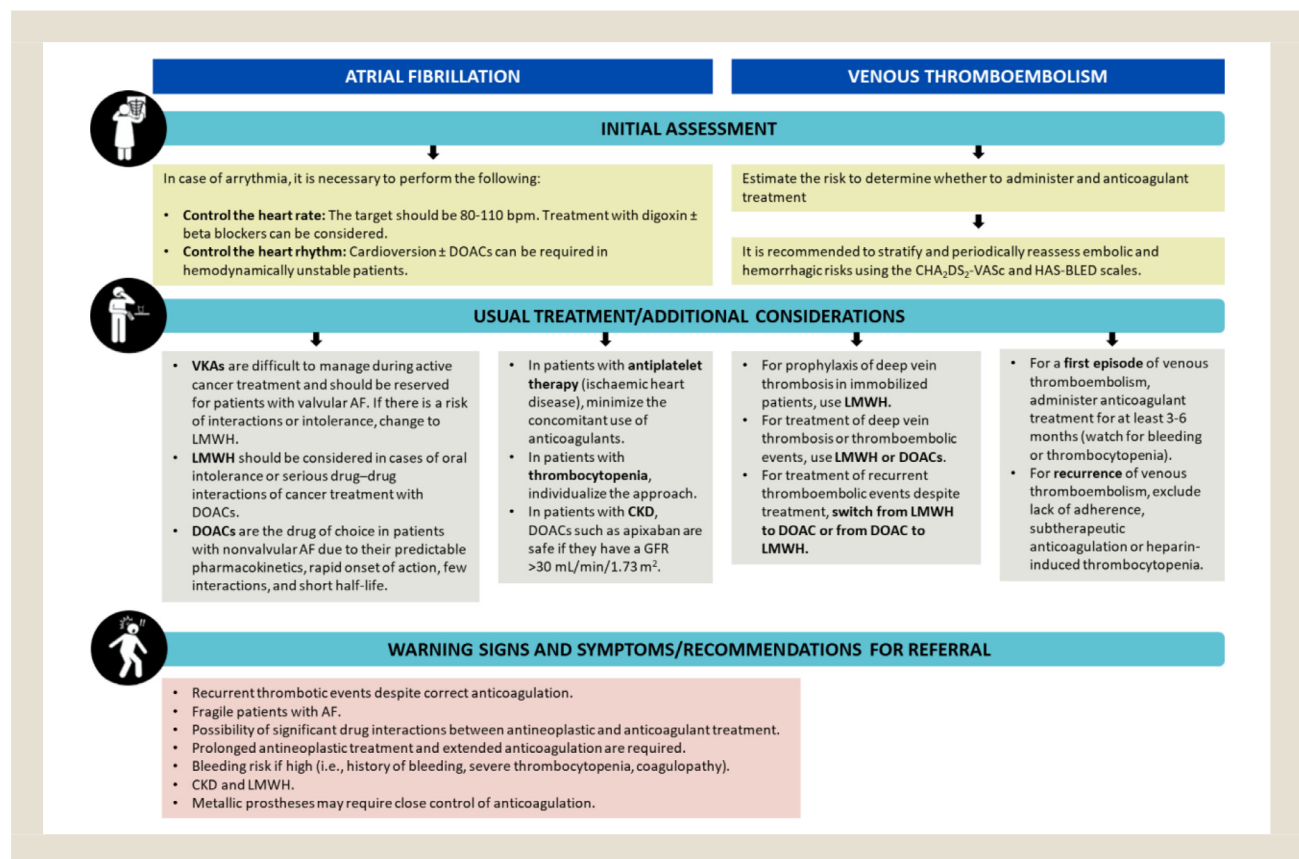 ATRIAL FIBRILLATION
VENOUS THROMBOEMBOLISM
INITIAL ASSESSMENT
In case of arrythmia, it is necessary to perform the following:
• Control the heart rate: The target should be 80-110 bpm. Treatment with digoxin ±
beta blockers can be considered.
• Control the heart rhythm: Cardioversion ± DOACs can be required in
hemodynamically unstable patients.
Estimate the risk to determine whether to administer and anticoagulant
treatment
It is recommended to stratify and periodically reassess embolic and
hemorrhagic risks using the CHA₂DS₂-VASc and HAS-BLED scales.
USUAL TREATMENT/ADDITIONAL CONSIDERATIONS
• VKAs are difficult to manage during active
cancer treatment and should be reserved
for patients with valvular AF. If there is a risk
of interactions or intolerance, change to
LMWH.
• LMWH should be considered in cases of oral
intolerance or serious drug–drug
interactions of cancer treatment with
DOACs.
• DOACs are the drug of choice in patients
with nonvalvular AF due to their predictable
pharmacokinetics, rapid onset of action, few
interactions, and short half-life.
• In patients with antiplatelet
therapy (ischaemic heart
disease), minimize the
concomitant use of
anticoagulants.
• In patients with
thrombocytopenia,
individualize the approach.
• In patients with CKD,
DOACs such as apixaban are
safe if they have a GFR
>30 mL/min/1.73 m².
• For prophylaxis of deep vein
thrombosis in immobilized
patients, use LMWH.
• For treatment of deep vein
thrombosis or thromboembolic
events, use LMWH or DOACs.
• For treatment of recurrent
thromboembolic events despite
treatment, switch from LMWH
to DOAC or from DOAC to
LMWH.
• For a first episode of venous
thromboembolism,
administer anticoagulant
treatment for at least 3-6
months (watch for bleeding
or thrombocytopenia).
• For recurrence of venous
thromboembolism, exclude
lack of adherence,
subtherapeutic
anticoagulation or heparin-
induced thrombocytopenia.
WARNING SIGNS AND SYMPTOMS/RECOMMENDATIONS FOR REFERRAL
• Recurrent thrombotic events despite correct anticoagulation.
• Fragile patients with AF.
• Possibility of significant drug interactions between antineoplastic and anticoagulant treatment.
• Prolonged antineoplastic treatment and extended anticoagulation are required.
• Bleeding risk if high (i.e., history of bleeding, severe thrombocytopenia, coagulopathy).
• CKD and LMWH.
• Metallic prostheses may require close control of anticoagulation.